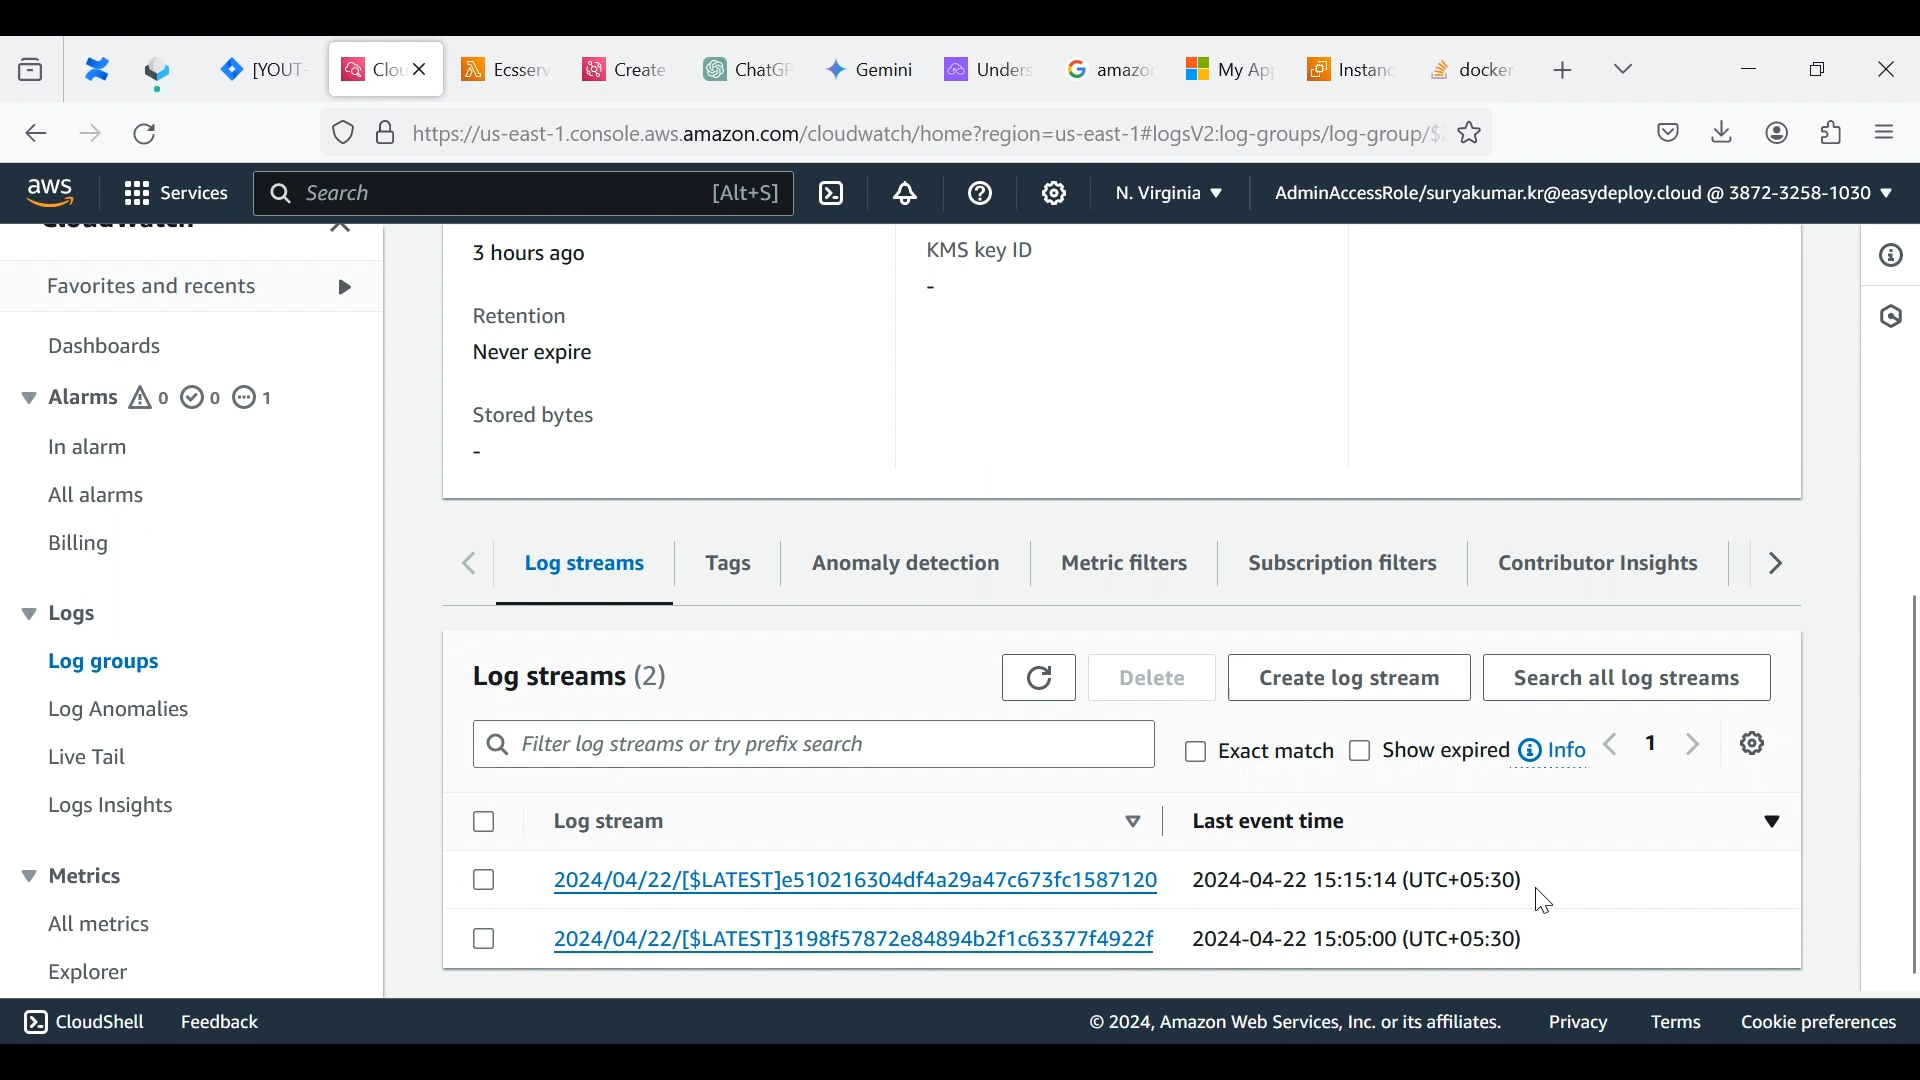 [YOUT-
Clou
Ecsserv
Create
ChatGP
Gemini
Unders
amazo
My App
Instanc
docker
https://us-east-1.console.aws.amazon.com/cloudwatch/home?region=us-east-1#logsV2:log-groups/log-group/$
aws
Services
Search
[Alt+S]
N. Virginia
AdminAccessRole/suryakumar.kr@easydeploy.cloud @ 3872-3258-1030
CloudWatch
Favorites and recents
Dashboards
Alarms 0 0 1
In alarm
All alarms
Billing
Logs
Log groups
Log Anomalies
Live Tail
Logs Insights
Metrics
All metrics
Explorer
3 hours ago
KMS key ID
-
Retention
Never expire
Stored bytes
-
Log streams
Tags
Anomaly detection
Metric filters
Subscription filters
Contributor Insights
Log streams (2)
Delete
Create log stream
Search all log streams
Filter log streams or try prefix search
Exact match
Show expired
Info
1
Log stream
Last event time
2024/04/22/[$LATEST]e510216304df4a29a47c673fc1587120 2024-04-22 15:15:14 (UTC+05:30)
2024/04/22/[$LATEST]3198f57872e84894b2f1c63377f4922f 2024-04-22 15:05:00 (UTC+05:30)
CloudShell
Feedback
© 2024, Amazon Web Services, Inc. or its affiliates.
Privacy
Terms
Cookie preferences